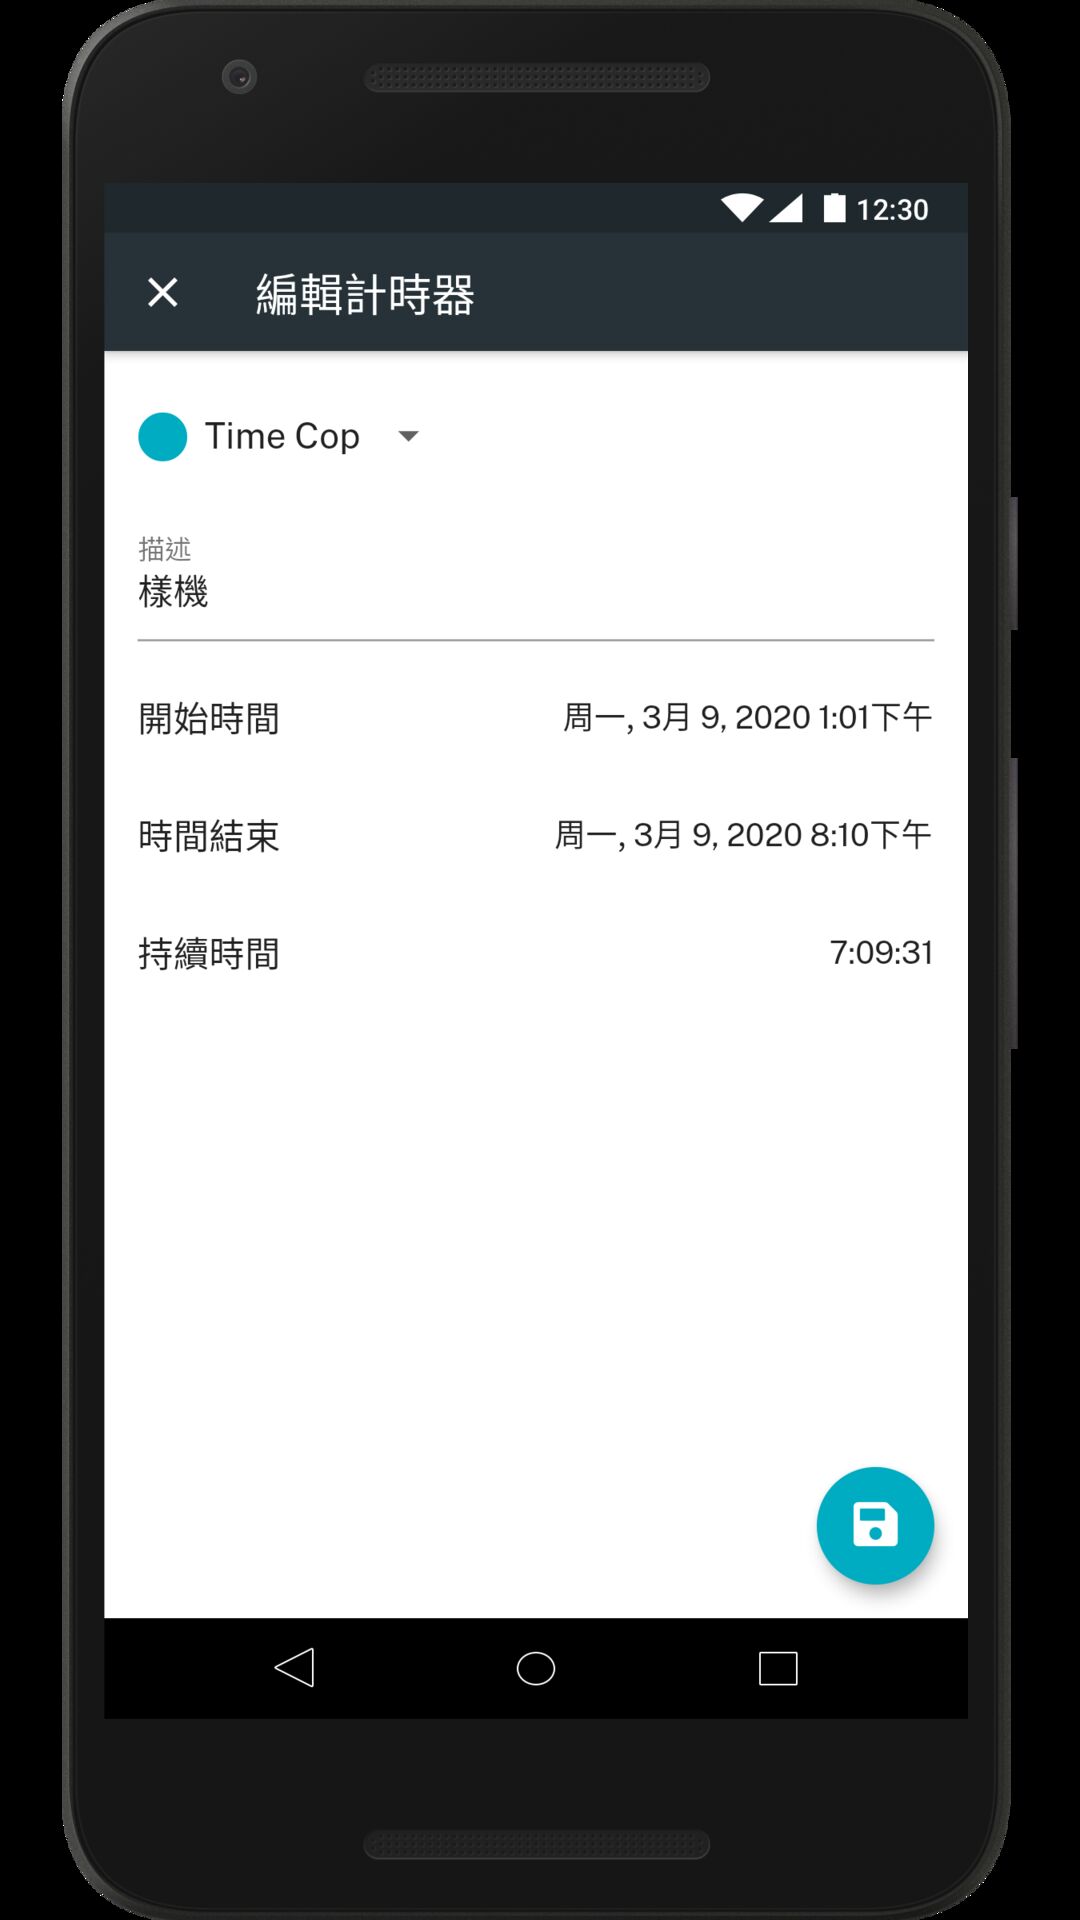 12:30
編輯計時器
Time Cop
描述
樣機
開始時間 周一, 3月 9, 2020 1:01下午
時間結束 周一, 3月 9, 2020 8:10下午
持續時間 7:09:31